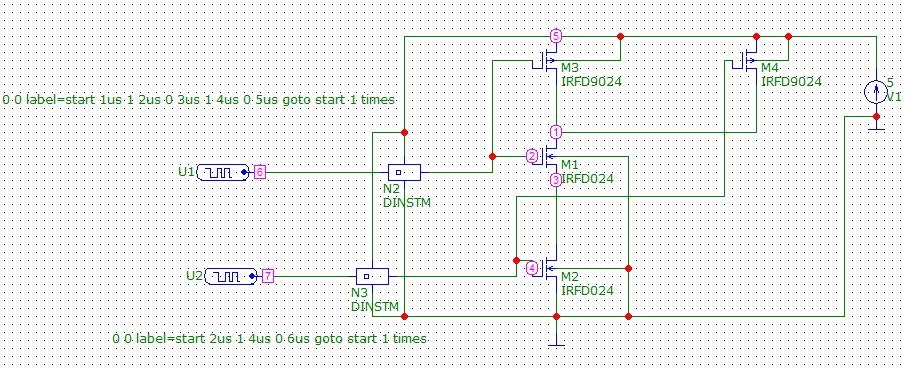 5
M3
IRFD9024
M4
IRFD9024
5
V1
0 0 label=start 1us 1 2us 0 3us 1 4us 0 5us goto start 1 times
1
2
M1
IRFD024
U1
6
N2
DINSTM
3
4
M2
IRFD024
U2
7
N3
DINSTM
0 0 label=start 2us 1 4us 0 6us goto start 1 times